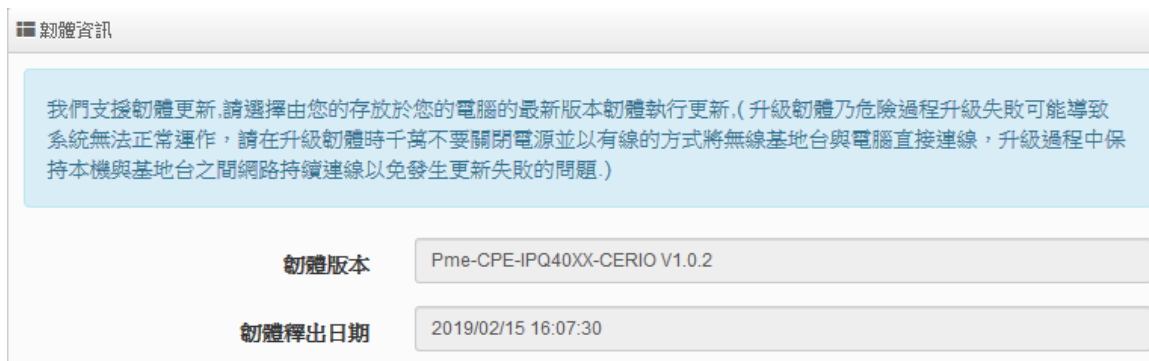 韌體資訊
我們支援韌體更新,請選擇由您的存放於您的電腦的最新版本韌體執行更新,( 升級韌體乃危險過程升級失敗可能導致
系統無法正常運作，請在升級韌體時千萬不要關閉電源並以有線的方式將無線基地台與電腦直接連線，升級過程中保
持本機與基地台之間網路持續連線以免發生更新失敗的問題.)
韌體版本 Pme-CPE-IPQ40XX-CERIO V1.0.2
韌體釋出日期 2019/02/15 16:07:30